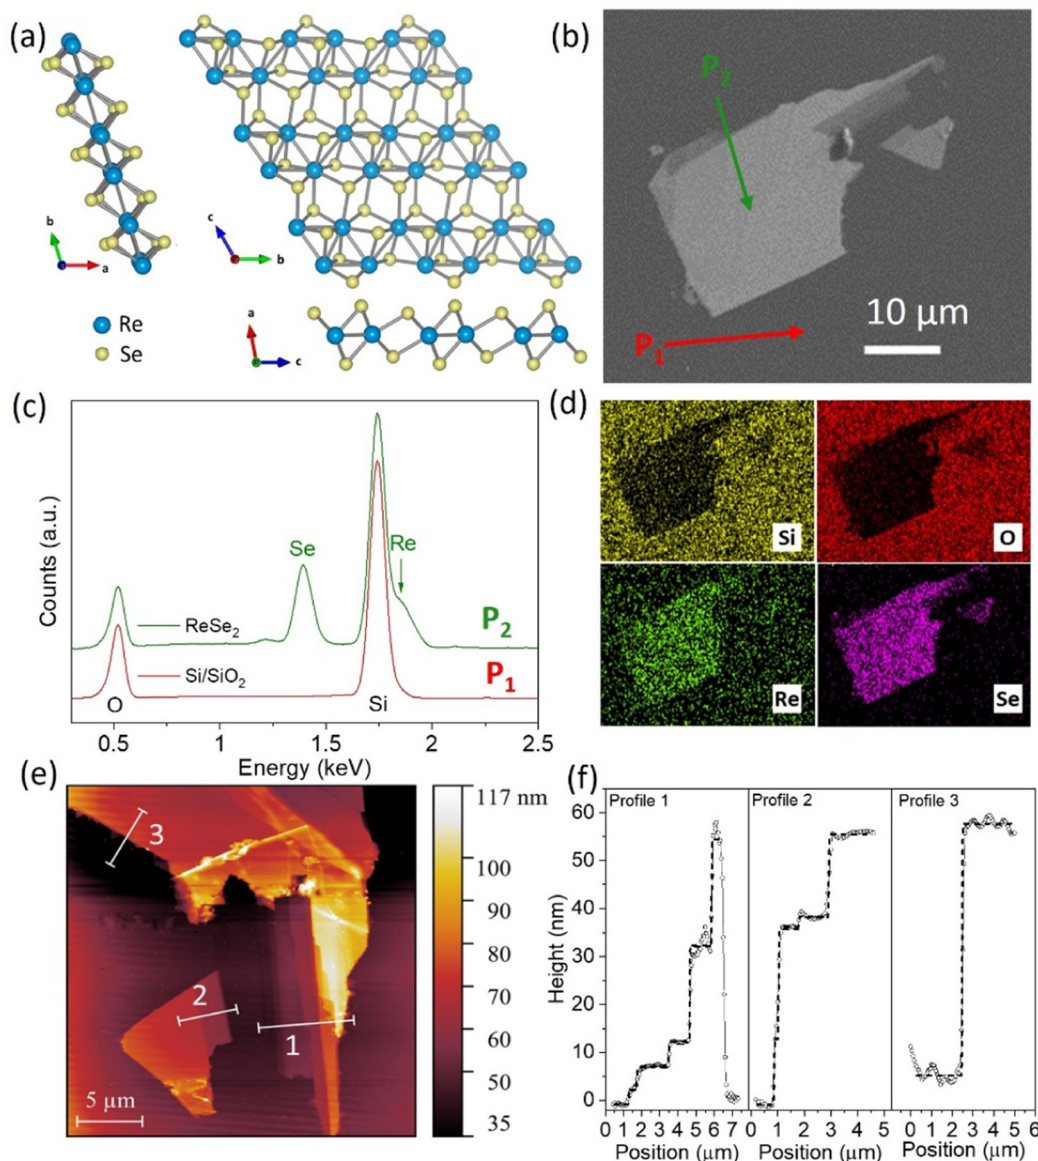 (a)
b
a
c
b
Re
Se
a
c
(b)
P2
P1
10 μm
(c)
Counts (a.u.)
Se
Re
ReSe2
P2
Si/SiO2
P1
O
Si
0.5
1
1.5
2
2.5
Energy (keV)
(d)
Si
O
Re
Se
(e)
3
2
1
5 μm
117 nm
100
90
80
70
60
50
35
(f)
Profile 1
Profile 2
Profile 3
Height (nm)
60
50
40
30
20
10
0
0 1 2 3 4 5 6 7
0 1 2 3 4 5
0 1 2 3 4 5 6
Position (μm)
Position (μm)
Position (μm)